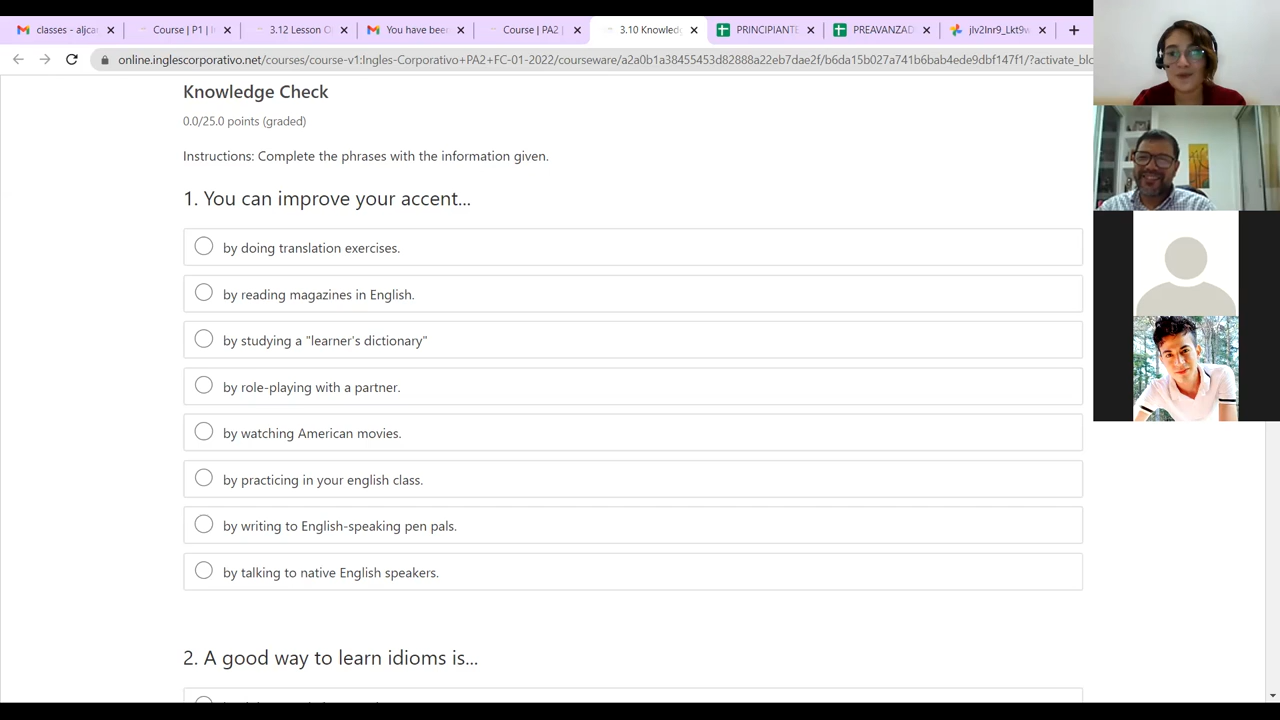 classes - aljca
Course | P1 | I
3.12 Lesson O
You have been
Course | PA2 |
3.10 Knowledg
PRINCIPIANTE
PREAVANZAD
jlv2lnr9_Lkt9w
online.inglescorporativo.net/courses/course-v1:Ingles-Corporativo+PA2+FC-01-2022/courseware/a2a0b1a38455453d82888a22eb7dae2f/b6da15b027a741b6bab4ede9dbf147f1/?activate_blo
Knowledge Check
0.0/25.0 points (graded)
Instructions: Complete the phrases with the information given.
1. You can improve your accent...
by doing translation exercises.
by reading magazines in English.
by studying a "learner's dictionary"
by role-playing with a partner.
by watching American movies.
by practicing in your english class.
by writing to English-speaking pen pals.
by talking to native English speakers.
2. A good way to learn idioms is...